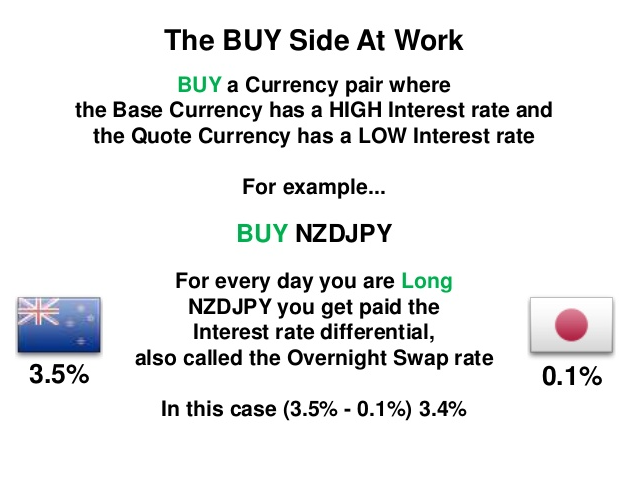 The BUY Side At Work
BUY a Currency pair where
the Base Currency has a HIGH Interest rate and
the Quote Currency has a LOW Interest rate
For example...
BUY NZDJPY
For every day you are Long
NZDJPY you get paid the
Interest rate differential,
also called the Overnight Swap rate
3.5%
0.1%
In this case (3.5% - 0.1%) 3.4%